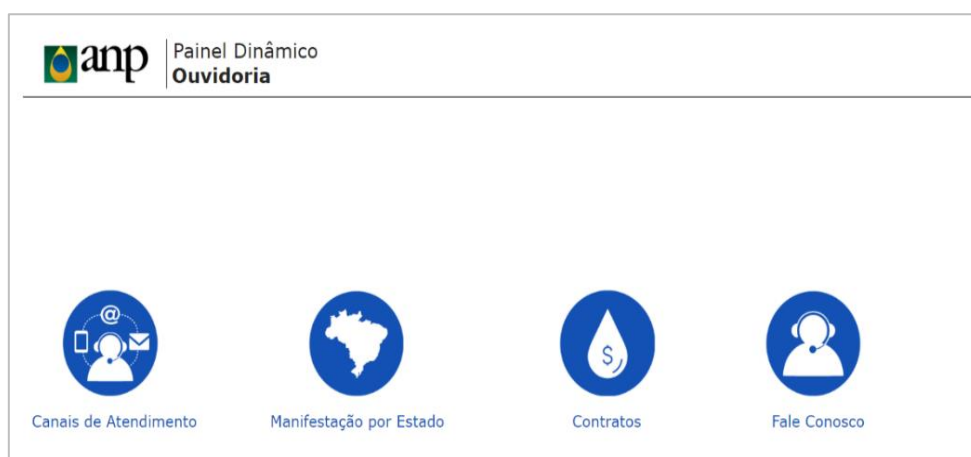 anp
Painel Dinâmico
Ouvidoria
@
$
Canais de Atendimento
Manifestação por Estado
Contratos
Fale Conosco